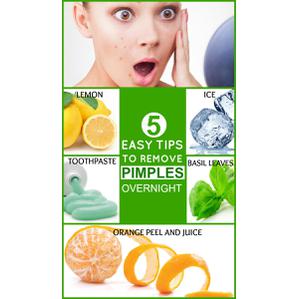 LEMON
ICE
5
EASY TIPS
TO REMOVE
PIMPLES
OVERNIGHT
TOOTHPASTE
BASIL LEAVES
ORANGE PEEL AND JUICE